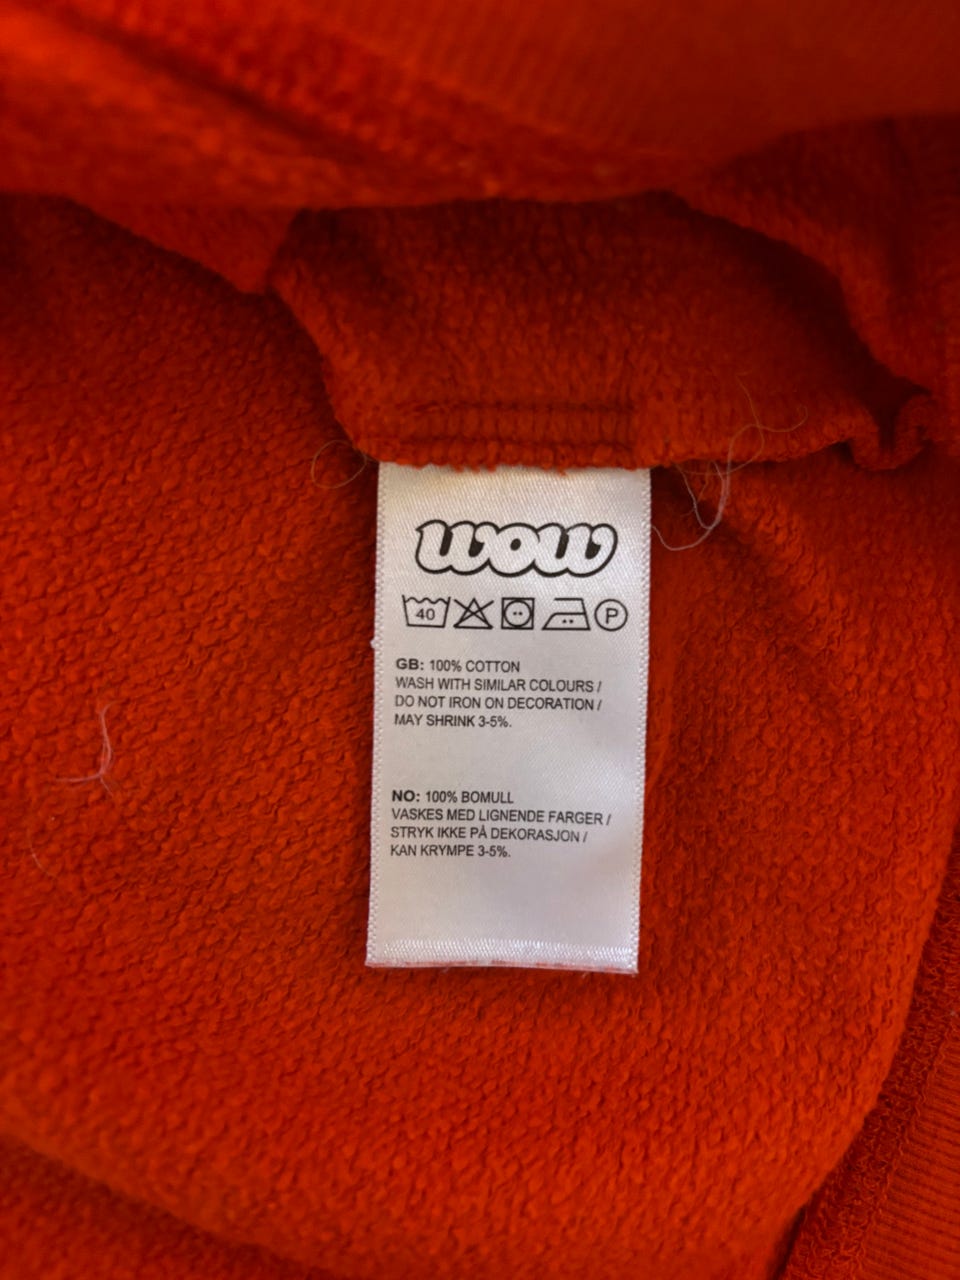 wow
40 P
GB: 100% COTTON
WASH WITH SIMILAR COLOURS /
DO NOT IRON ON DECORATION /
MAY SHRINK 3-5%.
NO: 100% BOMULL
VASKES MED LIGNENDE FARGER /
STRYK IKKE PÅ DEKORASJON /
KAN KRYMPE 3-5%.